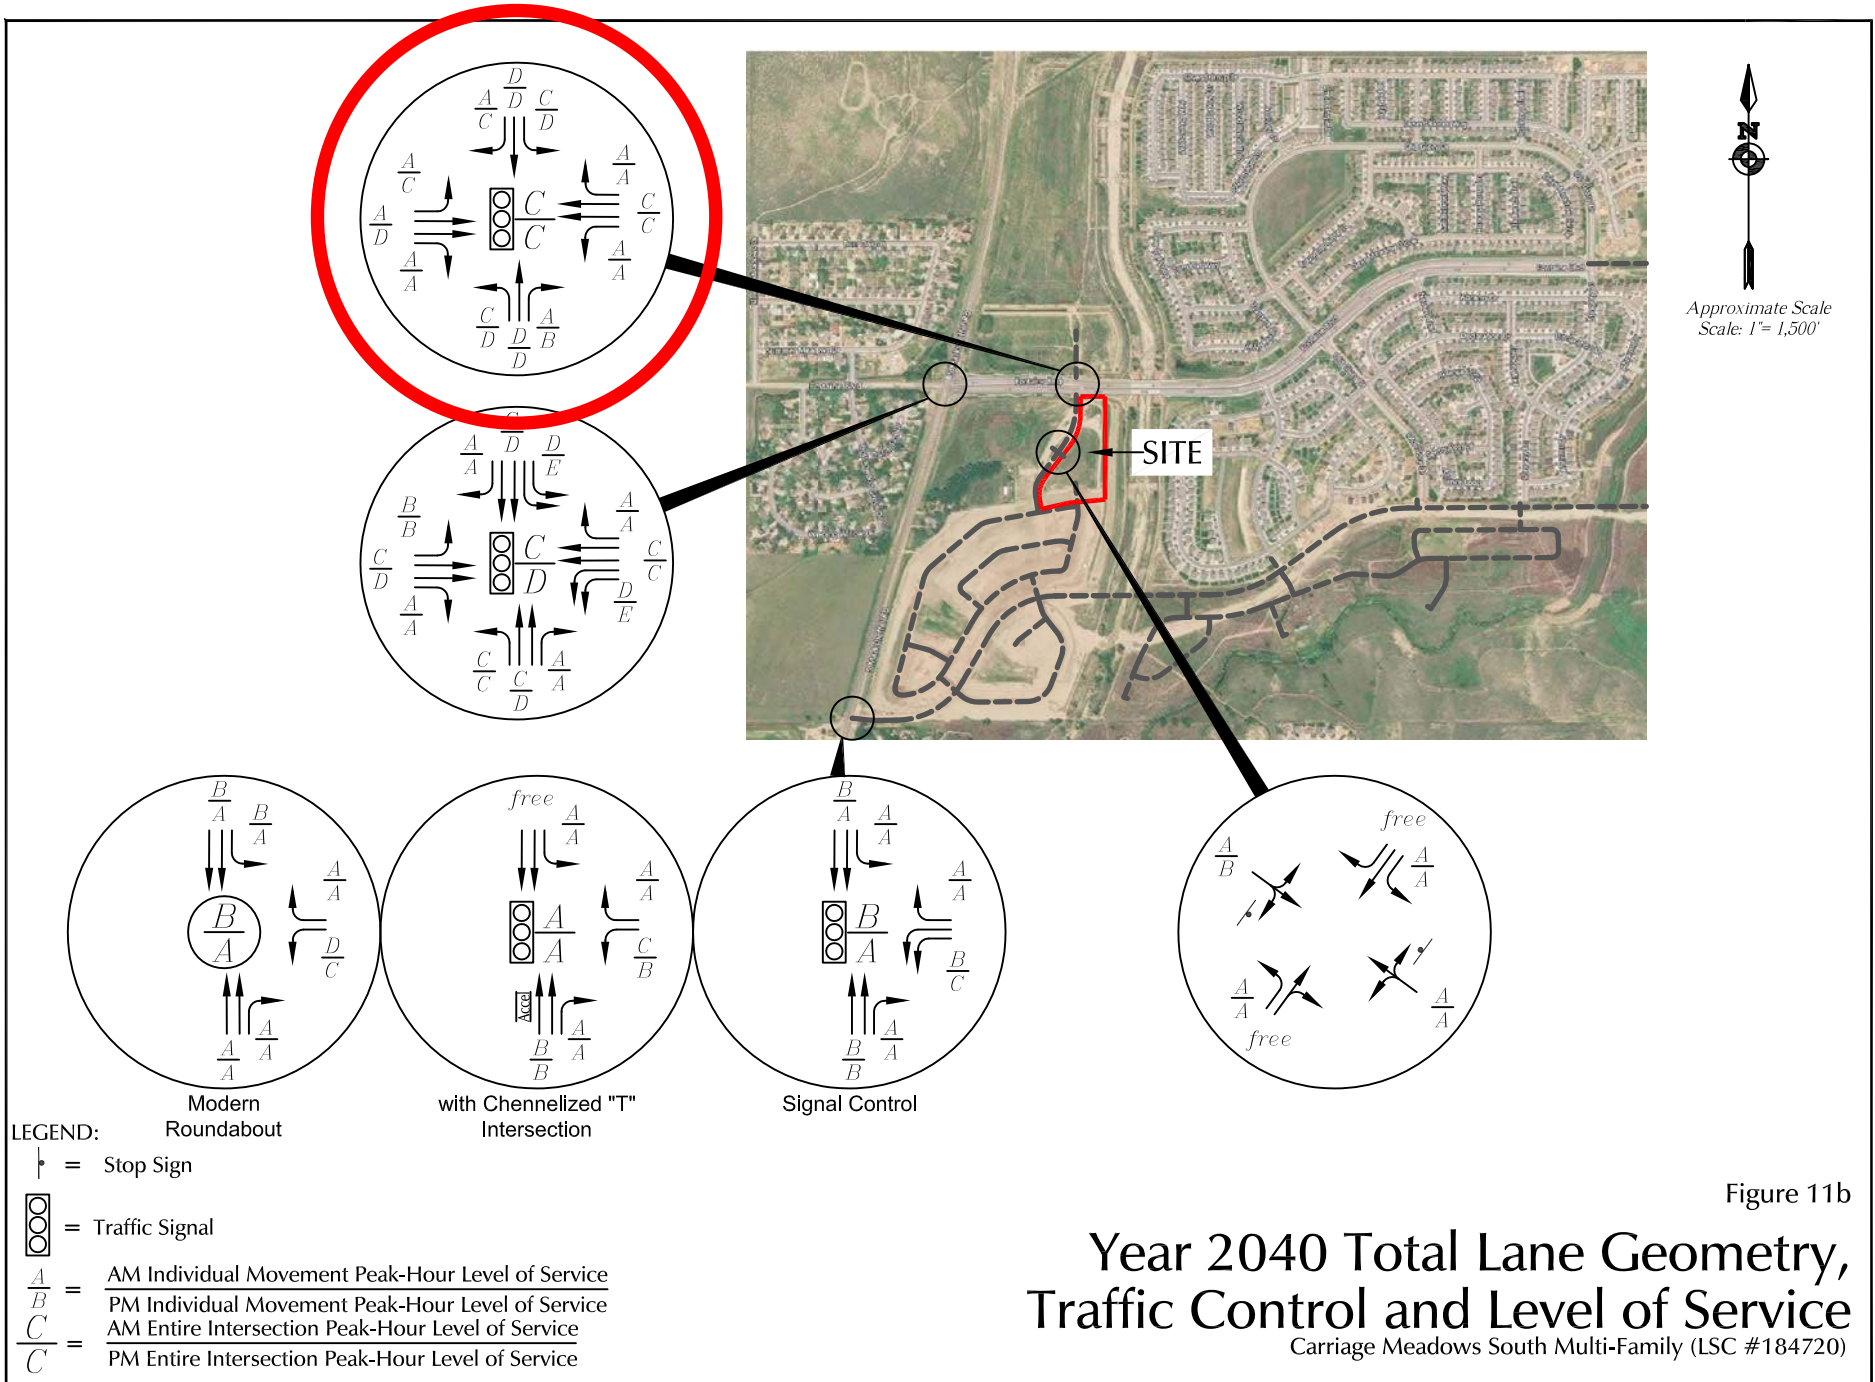 D
D
A
C
C
D
A
C
A
A
C
C
C
C
A
D
A
A
A
A
C
D
D
D
A
B
N
Approximate Scale
Scale: 1"= 1,500'
D
A
A
D
E
B
B
A
A
C
D
C
D
C
C
A
A
D
E
C
C
C
D
A
A
SITE
B
A
B
A
A
A
B
A
D
C
A
A
A
A
Modern
Roundabout
free
A
A
A
A
A
A
C
B
Accel
B
B
A
A
with Chennelized "T"
Intersection
B
A
A
A
A
A
B
A
B
C
B
B
A
A
Signal Control
free
A
B
A
A
A
A
A
A
free
LEGEND:
= Stop Sign
= Traffic Signal
A
B
= AM Individual Movement Peak-Hour Level of Service
PM Individual Movement Peak-Hour Level of Service
C
C
= AM Entire Intersection Peak-Hour Level of Service
PM Entire Intersection Peak-Hour Level of Service
Figure 11b
Year 2040 Total Lane Geometry,
Traffic Control and Level of Service
Carriage Meadows South Multi-Family (LSC #184720)